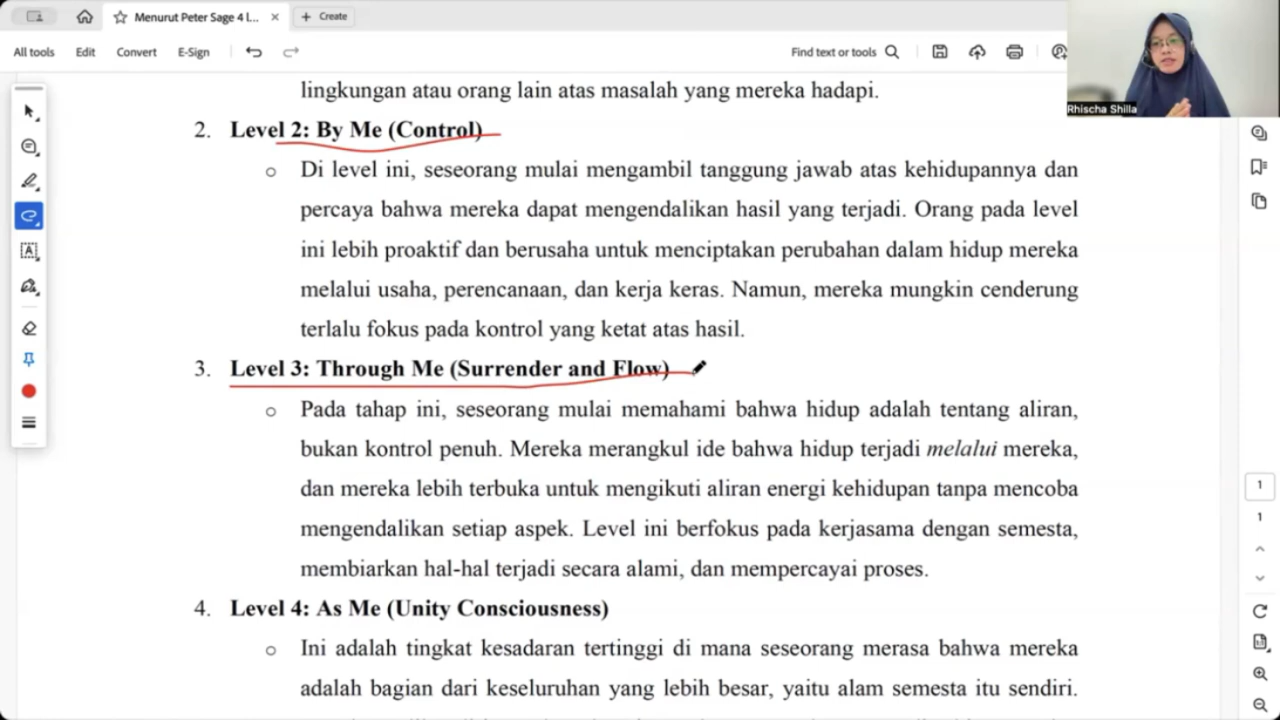 Menurut Peter Sage 4 l...
Create
All tools
Edit
Convert
E-Sign
Find text or tools
Rhischa Shilla
lingkungan atau orang lain atas masalah yang mereka hadapi.
2. Level 2: By Me (Control)
Di level ini, seseorang mulai mengambil tanggung jawab atas kehidupannya dan
percaya bahwa mereka dapat mengendalikan hasil yang terjadi. Orang pada level
ini lebih proaktif dan berusaha untuk menciptakan perubahan dalam hidup mereka
melalui usaha, perencanaan, dan kerja keras. Namun, mereka mungkin cenderung
terlalu fokus pada kontrol yang ketat atas hasil.
3. Level 3: Through Me (Surrender and Flow)
Pada tahap ini, seseorang mulai memahami bahwa hidup adalah tentang aliran,
bukan kontrol penuh. Mereka merangkul ide bahwa hidup terjadi melalui mereka,
dan mereka lebih terbuka untuk mengikuti aliran energi kehidupan tanpa mencoba
mengendalikan setiap aspek. Level ini berfokus pada kerjasama dengan semesta,
membiarkan hal-hal terjadi secara alami, dan mempercayai proses.
4. Level 4: As Me (Unity Consciousness)
Ini adalah tingkat kesadaran tertinggi di mana seseorang merasa bahwa mereka
adalah bagian dari keseluruhan yang lebih besar, yaitu alam semesta itu sendiri.
1
1